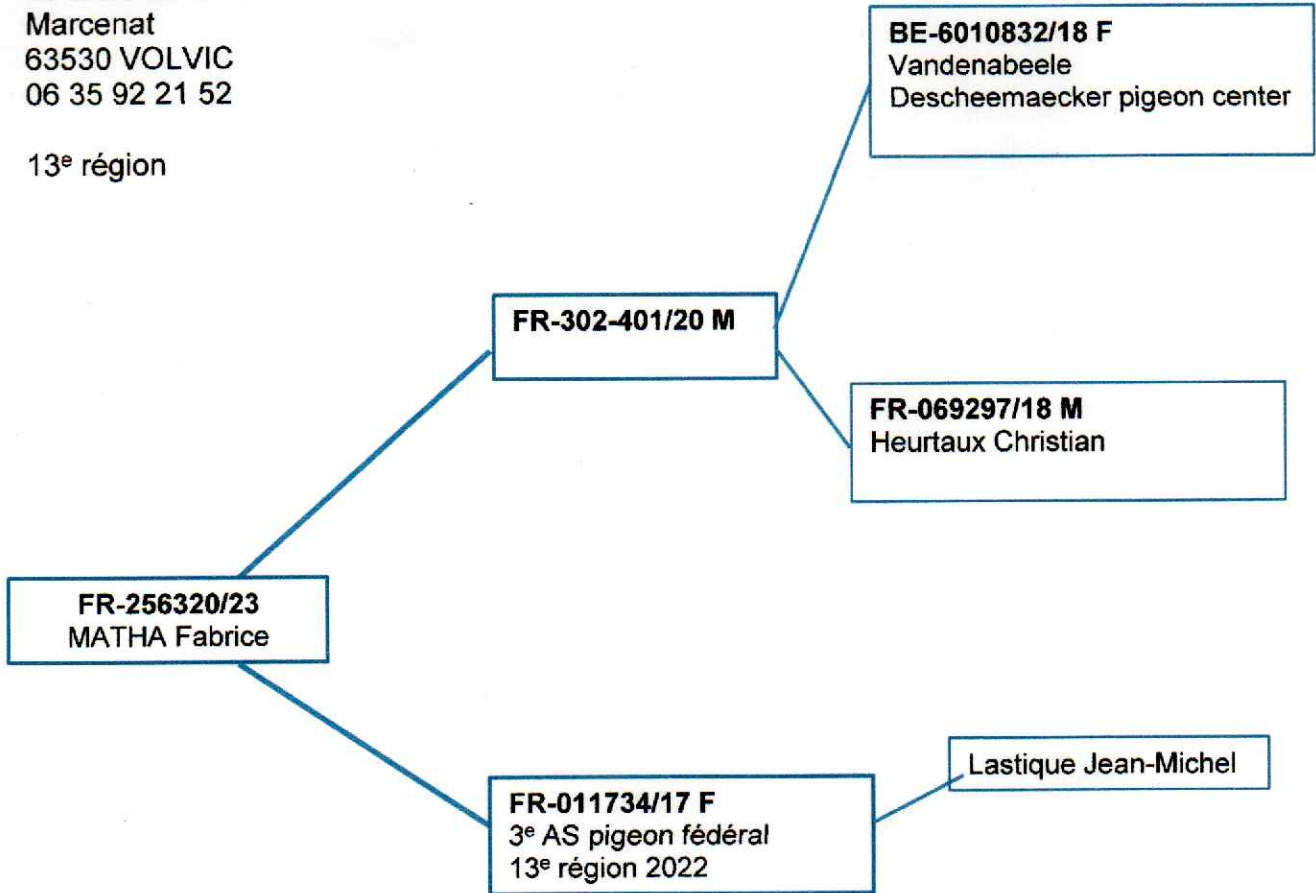 Marcenat
63530 VOLVIC
06 35 92 21 52
13e région
BE-6010832/18 F
Vandenabeele
Descheemaecker pigeon center
FR-302-401/20 M
FR-069297/18 M
Heurtaux Christian
FR-256320/23
MATHA Fabrice
Lastique Jean-Michel
FR-011734/17 F
3e AS pigeon fédéral
13e région 2022